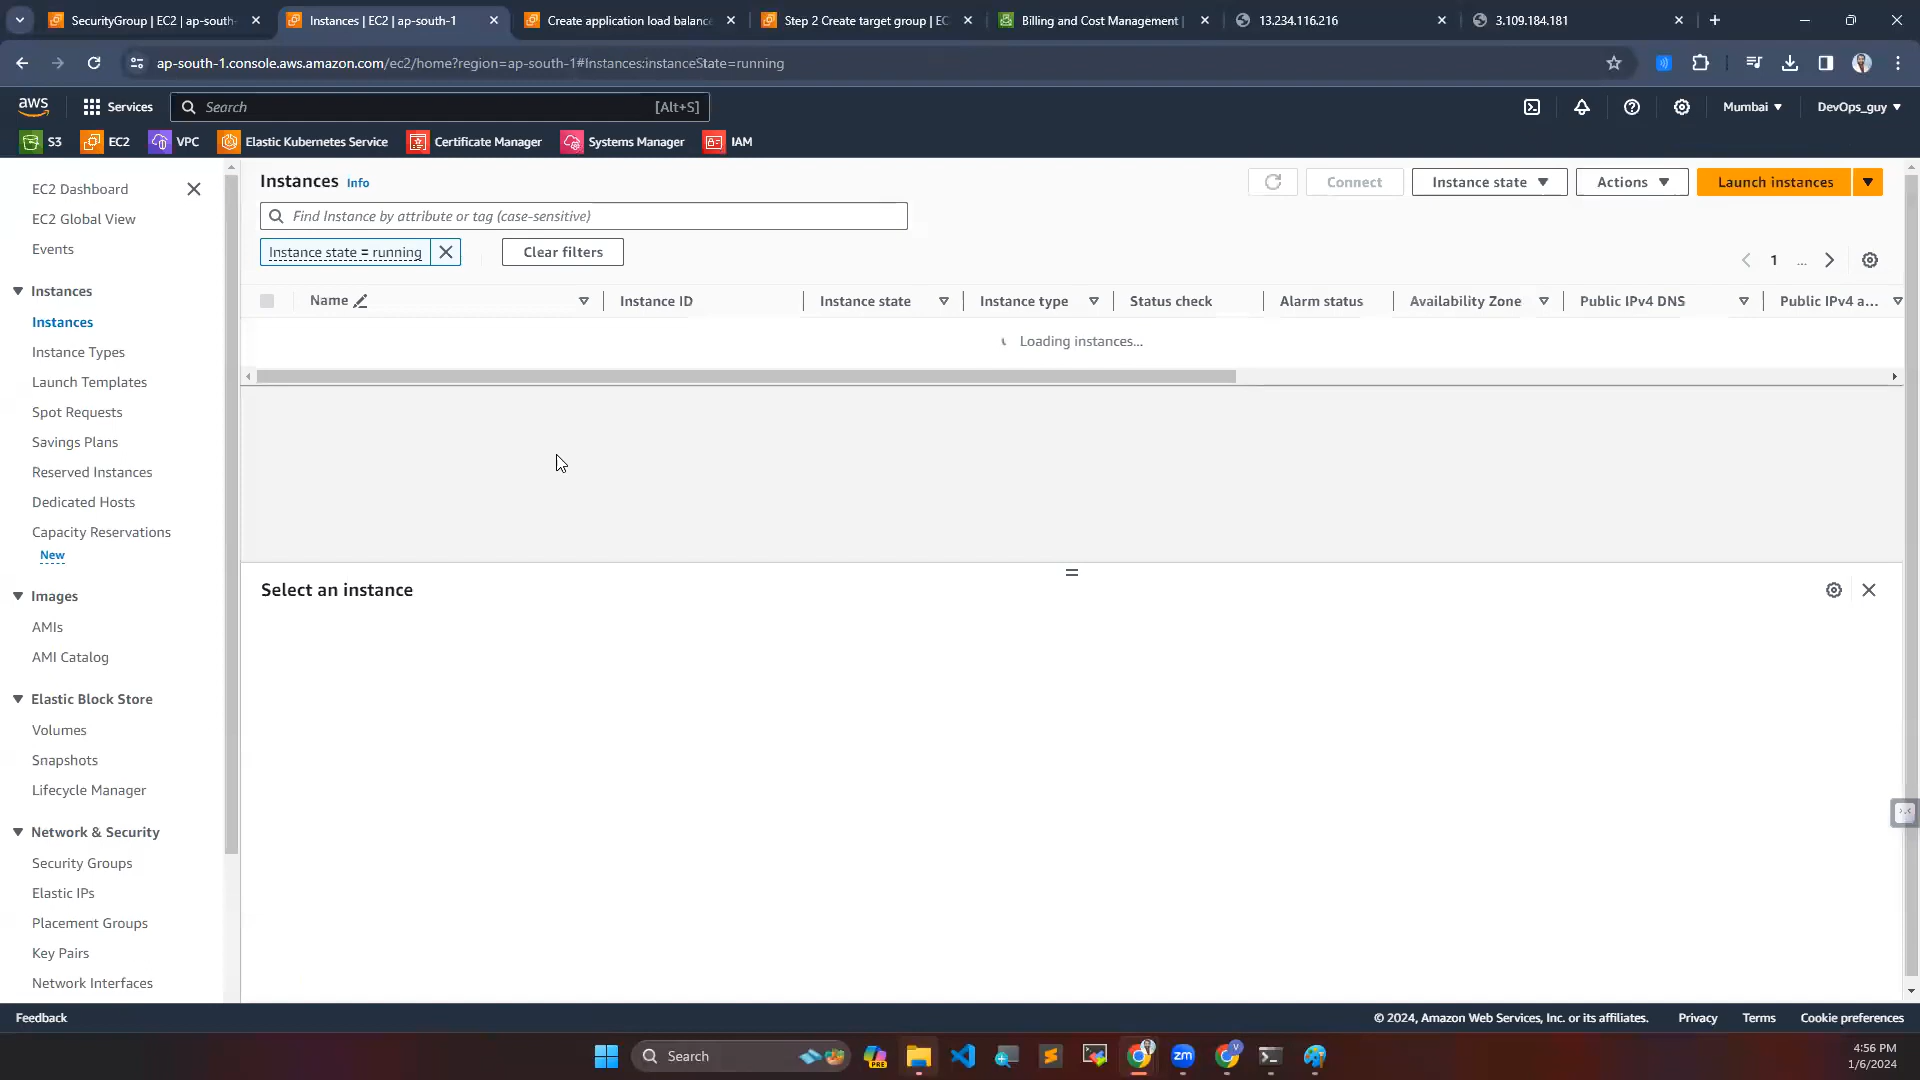 SecurityGroup | EC2 | ap-south-
Instances | EC2 | ap-south-1
Create application load balance
Step 2 Create target group | EC
Billing and Cost Management |
13.234.116.216
3.109.184.181
ap-south-1.console.aws.amazon.com/ec2/home?region=ap-south-1#Instances:instanceState=running
aws
Services
Search
[Alt+S]
Mumbai
DevOps_guy
S3
EC2
VPC
Elastic Kubernetes Service
Certificate Manager
Systems Manager
IAM
EC2 Dashboard
EC2 Global View
Events
Instances
Instances
Instance Types
Launch Templates
Spot Requests
Savings Plans
Reserved Instances
Dedicated Hosts
Capacity Reservations
New
Images
AMIs
AMI Catalog
Elastic Block Store
Volumes
Snapshots
Lifecycle Manager
Network & Security
Security Groups
Elastic IPs
Placement Groups
Key Pairs
Network Interfaces
Instances Info
Connect
Instance state
Actions
Launch instances
Find Instance by attribute or tag (case-sensitive)
Instance state = running
Clear filters
1
...
Name
Instance ID
Instance state
Instance type
Status check
Alarm status
Availability Zone
Public IPv4 DNS
Public IPv4 a...
Loading instances...
Select an instance
Feedback
© 2024, Amazon Web Services, Inc. or its affiliates.
Privacy
Terms
Cookie preferences
Search
PRE
zm
V
4:56 PM
1/6/2024